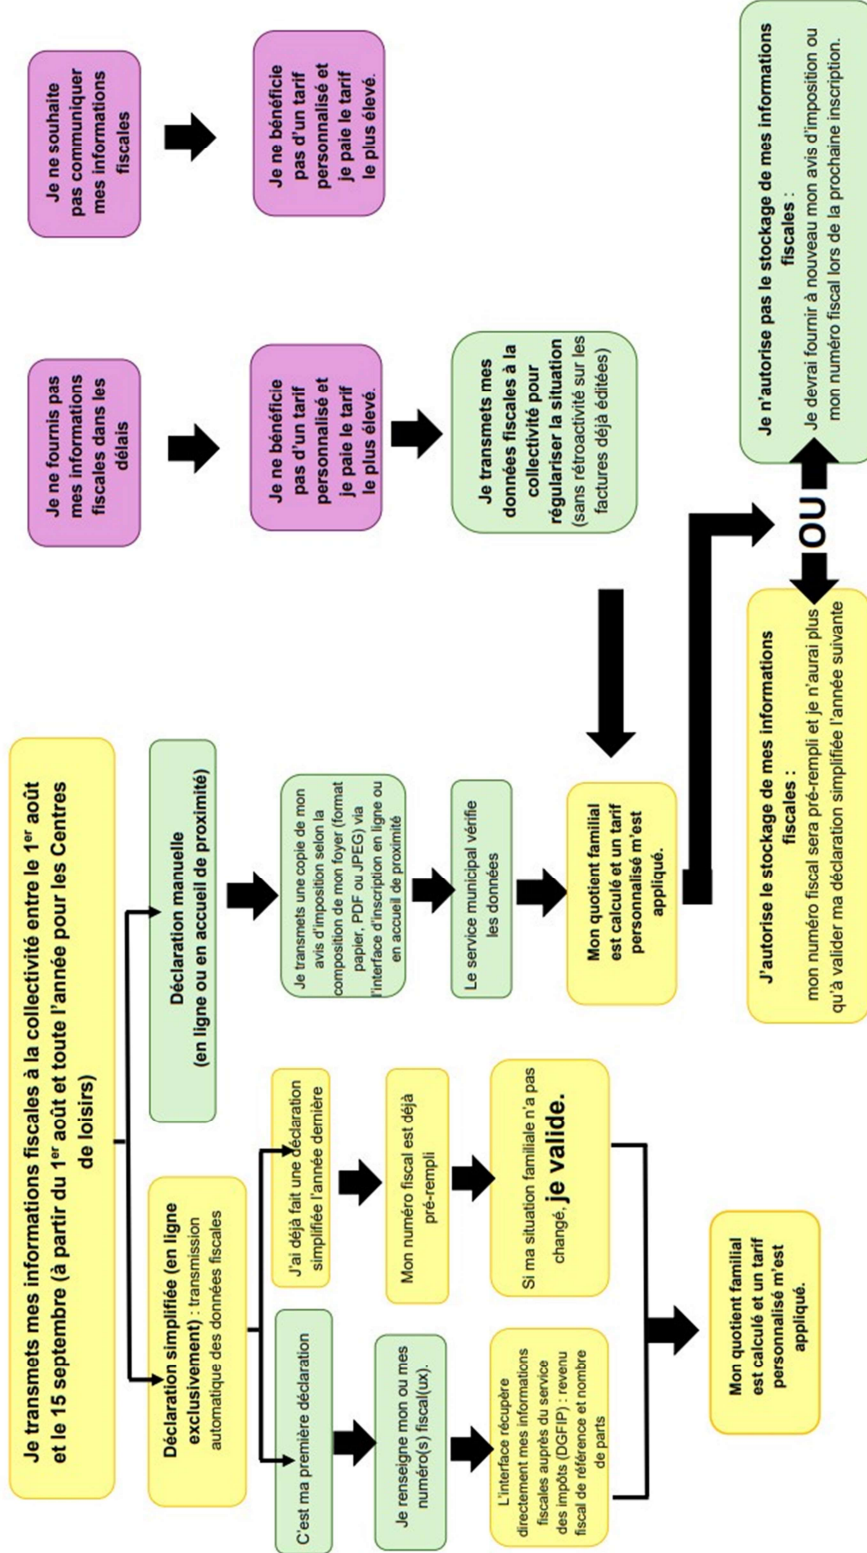 Je transmets mes informations fiscales à la collectivité entre le 1er août
et le 15 septembre (à partir du 1er août et toute l'année pour les Centres
de loisirs)
Déclaration simplifiée (en ligne
exclusivement) : transmission
automatique des données fiscales
C'est ma première déclaration
Je renseigne mon ou mes
numéro(s) fiscal(ux).
L'interface récupère
directement mes informations
fiscales auprès du service
des impôts (DGFIP) : revenu
fiscal de référence et nombre
de parts
J'ai déjà fait une déclaration
simplifiée l'année dernière
Mon numéro fiscal est déjà
pré-rempli
Si ma situation familiale n'a pas
changé, je valide.
Mon quotient familial
est calculé et un tarif
personnalisé m'est
appliqué.
Déclaration manuelle
(en ligne ou en accueil de proximité)
Je transmets une copie de mon
avis d'imposition selon la
composition de mon foyer (format
papier, PDF ou JPEG) via
l'interface d'inscription en ligne ou
en accueil de proximité
Le service municipal vérifie
les données
Mon quotient familial
est calculé et un tarif
personnalisé m'est
appliqué.
J'autorise le stockage de mes informations
fiscales :
mon numéro fiscal sera pré-rempli et je n'aurai plus
qu'à valider ma déclaration simplifiée l'année suivante
OU
Je n'autorise pas le stockage de mes informations
fiscales :
Je devrai fournir à nouveau mon avis d'imposition ou
mon numéro fiscal lors de la prochaine inscription.
Je ne fournis pas
mes informations
fiscales dans les
délais
Je ne bénéficie
pas d'un tarif
personnalisé et
je paie le tarif
le plus élevé.
Je transmets mes
données fiscales à la
collectivité pour
régulariser la situation
(sans rétroactivité sur les
factures déjà éditées)
Je ne souhaite
pas communiquer
mes informations
fiscales
Je ne bénéficie
pas d'un tarif
personnalisé et
je paie le tarif
le plus élevé.